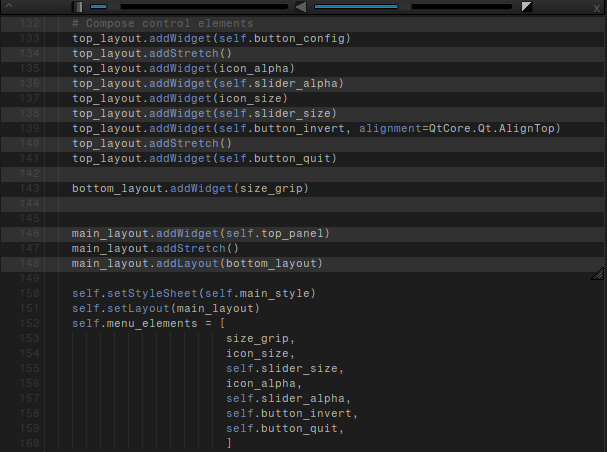 ^ x
132 # Compose control elements
133 top_layout.addWidget(self.button_config)
134 top_layout.addStretch()
135 top_layout.addWidget(icon_alpha)
136 top_layout.addWidget(self.slider_alpha)
137 top_layout.addWidget(icon_size)
138 top_layout.addWidget(self.slider_size)
139 top_layout.addWidget(self.button_invert, alignment=QtCore.Qt.AlignTop)
140 top_layout.addStretch()
141 top_layout.addWidget(self.button_quit)
142
143 bottom_layout.addWidget(size_grip)
144
145
146 main_layout.addWidget(self.top_panel)
147 main_layout.addStretch()
148 main_layout.addLayout(bottom_layout)
149
150 self.setStyleSheet(self.main_style)
151 self.setLayout(main_layout)
152 self.menu_elements = [
153 size_grip,
154 icon_size,
155 self.slider_size,
156 icon_alpha,
157 self.slider_alpha,
158 self.button_invert,
159 self.button_quit,
160 ]